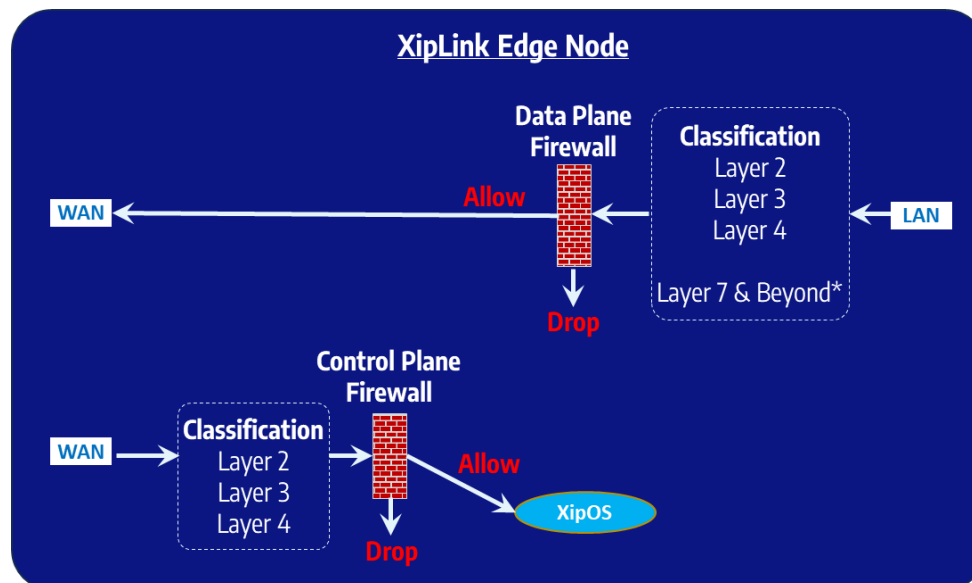 XipLink Edge Node
Data Plane
Firewall
Classification
Layer 2
Layer 3
Layer 4
Layer 7 & Beyond*
WAN
Allow
LAN
Drop
Control Plane
Firewall
WAN
Classification
Layer 2
Layer 3
Layer 4
Allow
XipOS
Drop